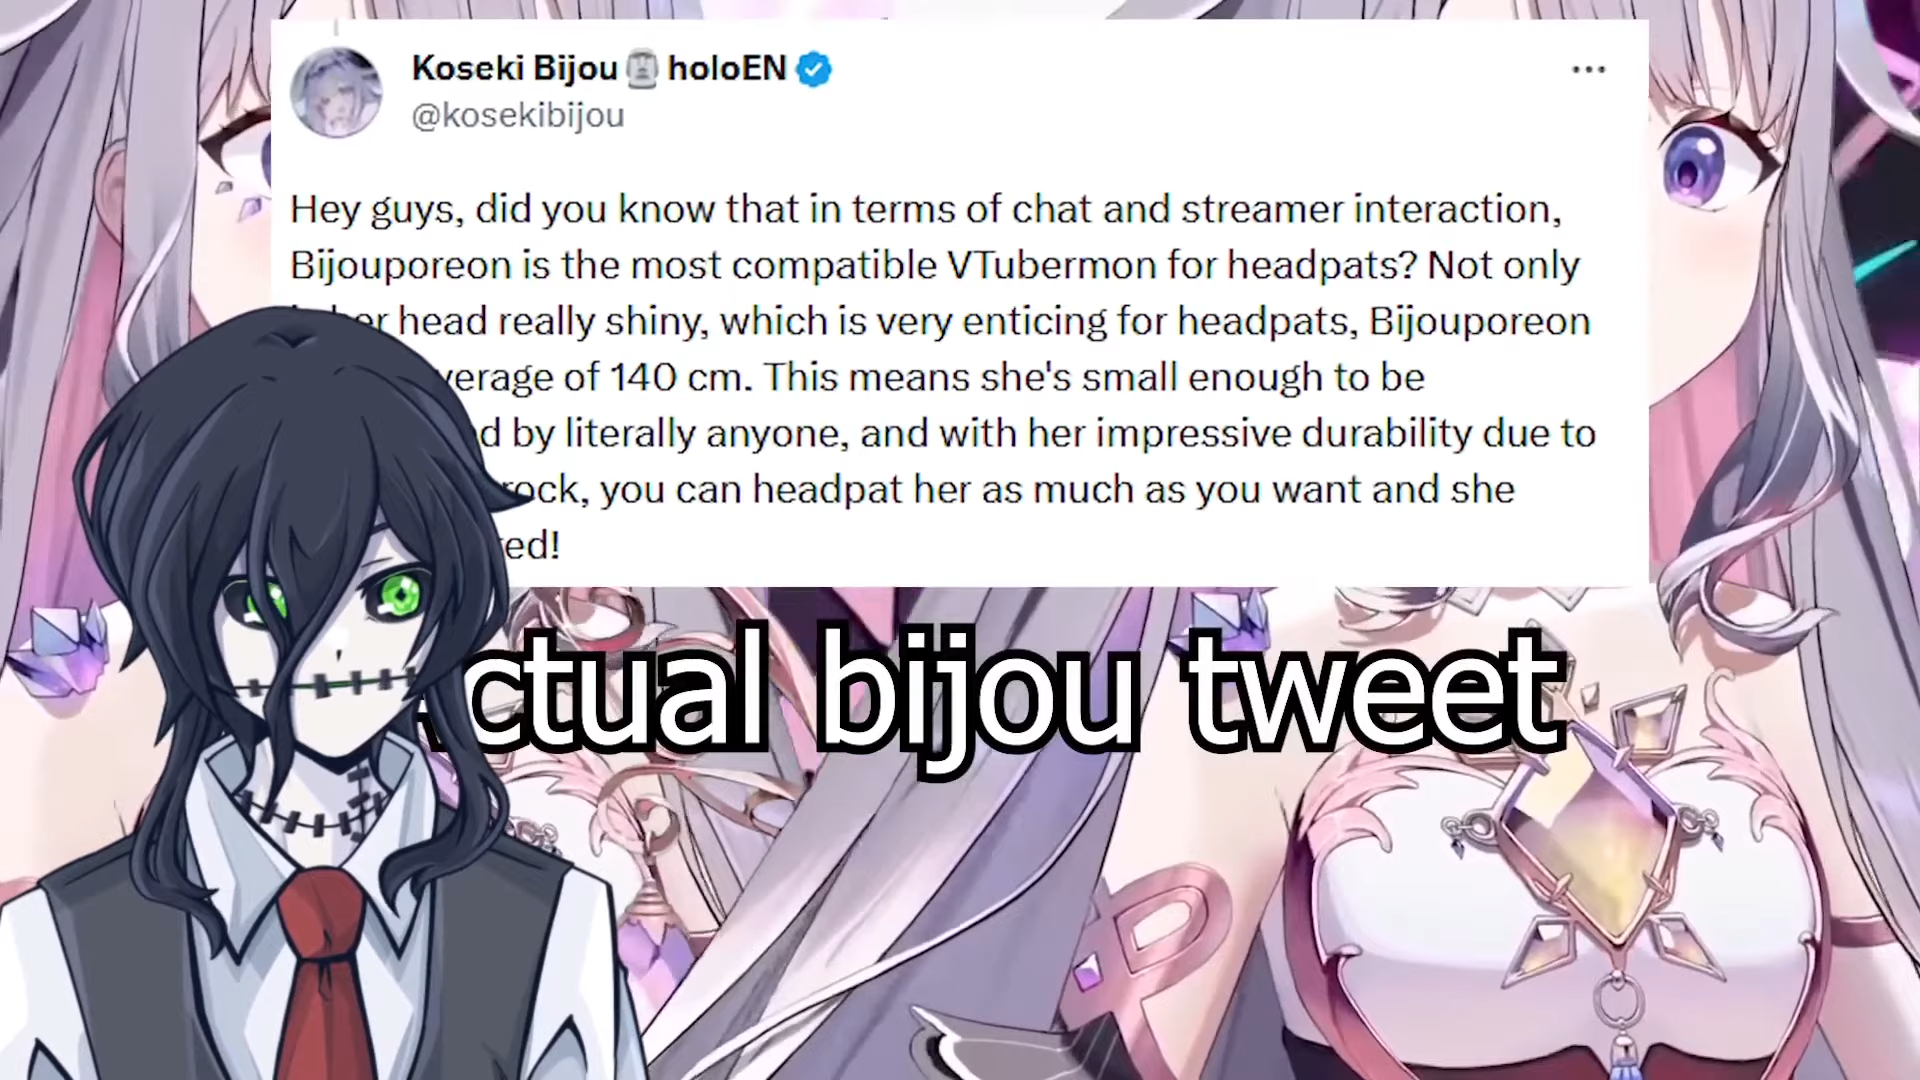 Koseki Bijou 🗿 holoEN
@kosekibijou
Hey guys, did you know that in terms of chat and streamer interaction,
Bijouporeon is the most compatible VTubermon for headpats? Not only
her head really shiny, which is very enticing for headpats, Bijouporeon
verage of 140 cm. This means she's small enough to be
d by literally anyone, and with her impressive durability due to
rock, you can headpat her as much as you want and she
ed!
ctual bijou tweet